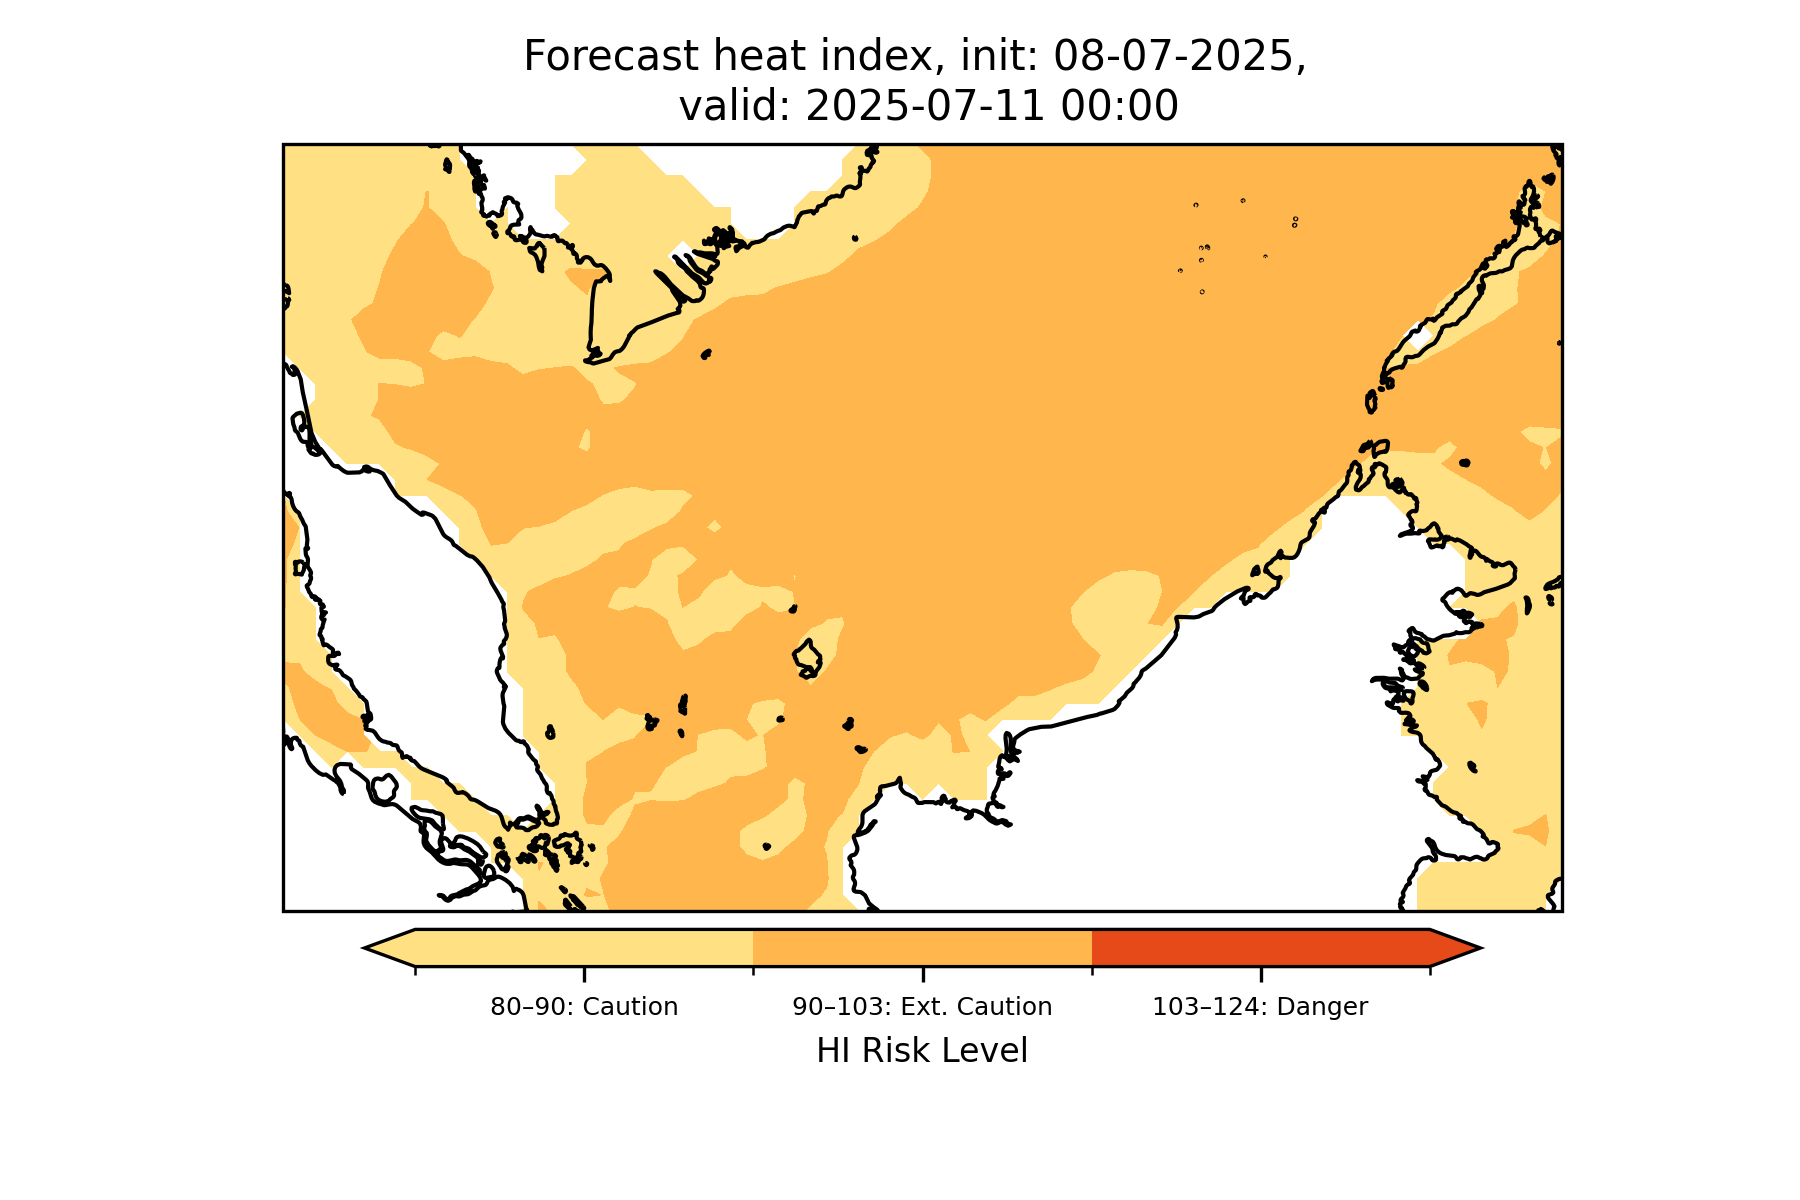 Forecast heat index, init: 08-07-2025,
valid: 2025-07-11 00:00
80–90: Caution
90–103: Ext. Caution
103–124: Danger
HI Risk Level